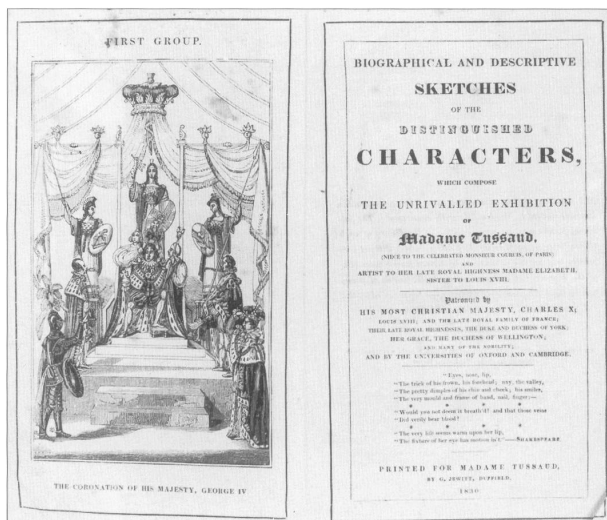 FIRST GROUP.
THE CORONATION OF HIS MAJESTY, GEORGE IV
BIOGRAPHICAL AND DESCRIPTIVE
SKETCHES
OF THE
DISTINGUISHED
CHARACTERS,
WHICH COMPOSE
THE UNRIVALLED EXHIBITION
OF
Madame Tussaud,
(NIECE TO THE CELEBRATED MONSIEUR COURCIS, OF PARIS)
AND
ARTIST TO HER LATE ROYAL HIGHNESS MADAME ELIZABETH,
SISTER TO LOUIS XVIII.
Patronized by
HIS MOST CHRISTIAN MAJESTY, CHARLES X;
LOUIS XVIII; AND THE LATE ROYAL FAMILY OF FRANCE;
THEIR LATE ROYAL HIGHNESSES, THE DUKE AND DUCHESS OF YORK;
HER GRACE, THE DUCHESS OF WELLINGTON;
AND MANY OF THE NOBILITY;
AND BY THE UNIVERSITIES OF OXFORD AND CAMBRIDGE.
"Eyes, nose, lip,
"The trick of his frown, his forehead; nay, the valley,
"The pretty dimples of his chin and cheek; his smiles,
"The very mould and frame of hand, nail, finger;—
* * * * *
"Would you not deem it breath'd? and that those veins
"Did verily bear blood?
* * * * *
"The very life seems warm upon her lip,
"The fixture of her eye has motion in't."—SHAKESPEARE
PRINTED FOR MADAME TUSSAUD,
BY G. JEWITT, DUFFIELD.
1830